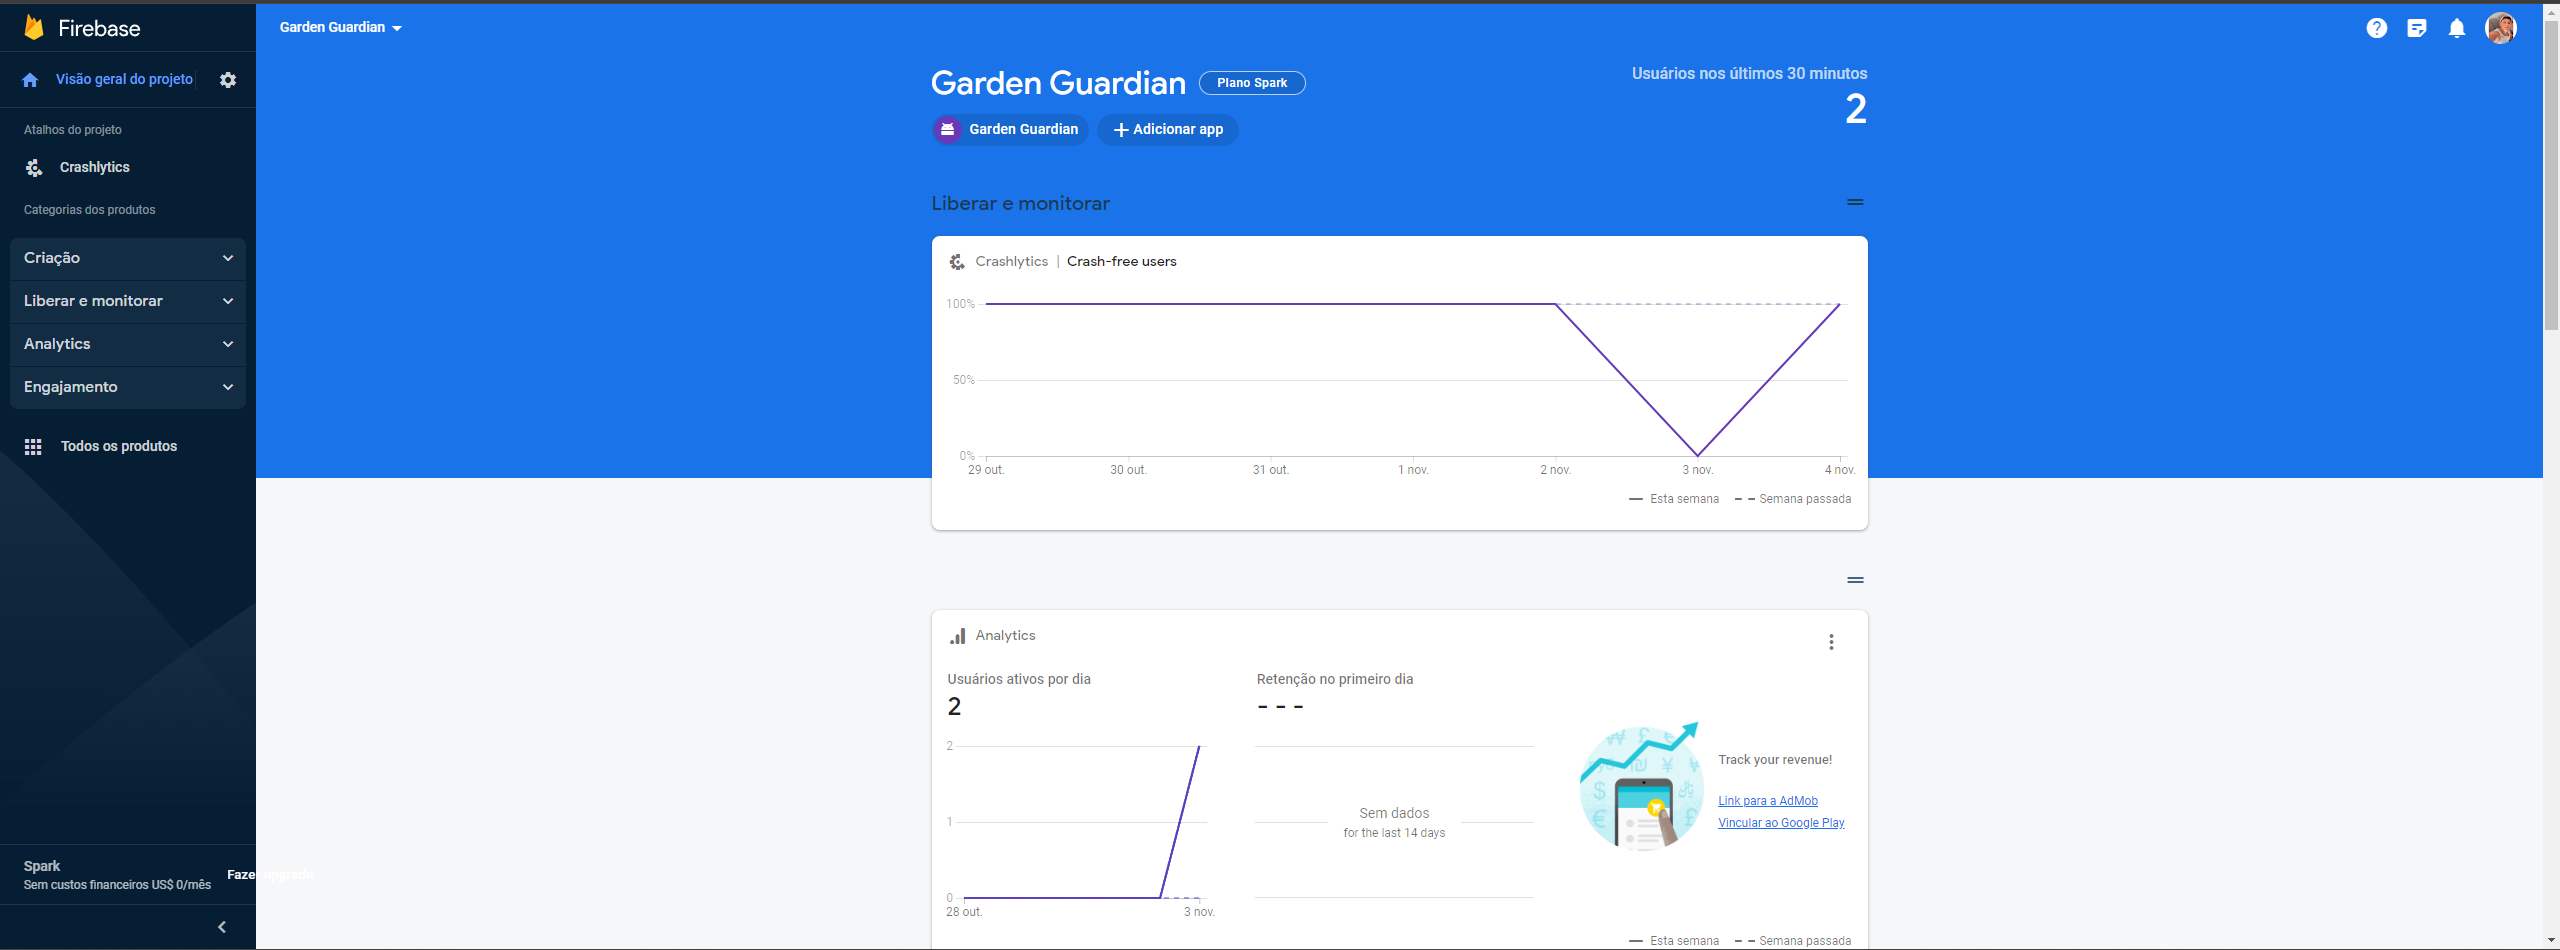 Firebase
Visão geral do projeto
Atalhos do projeto
Crashlytics
Categorias dos produtos
Criação
Liberar e monitorar
Analytics
Engajamento
Todos os produtos
Spark
Sem custos financeiros US$ 0/mês
Fazer upgrade
Garden Guardian
Garden Guardian
Plano Spark
Garden Guardian
Adicionar app
Usuários nos últimos 30 minutos
2
Liberar e monitorar
Crashlytics | Crash-free users
100%
50%
0%
29 out. 30 out. 31 out. 1 nov. 2 nov. 3 nov. 4 nov.
Esta semana Semana passada
Analytics
Usuários ativos por dia
2
2
1
0
28 out. 3 nov.
Retenção no primeiro dia
- - -
Sem dados
for the last 14 days
Track your revenue!
Link para a AdMob
Vincular ao Google Play
Esta semana Semana passada